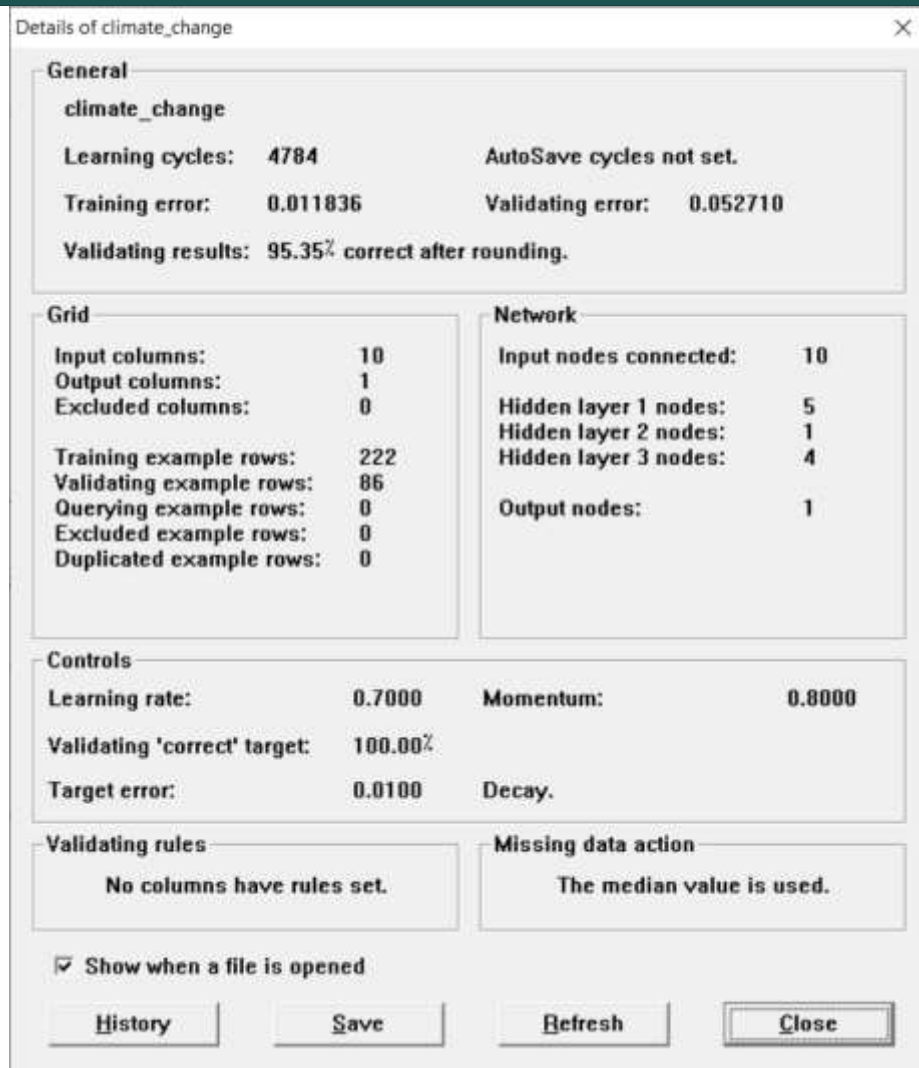 Details of climate_change
General
climate_change
Learning cycles: 4784 AutoSave cycles not set.
Training error: 0.011836 Validating error: 0.052710
Validating results: 95.35% correct after rounding.
Grid
Input columns: 10
Output columns: 1
Excluded columns: 0
Training example rows: 222
Validating example rows: 86
Querying example rows: 0
Excluded example rows: 0
Duplicated example rows: 0
Network
Input nodes connected: 10
Hidden layer 1 nodes: 5
Hidden layer 2 nodes: 1
Hidden layer 3 nodes: 4
Output nodes: 1
Controls
Learning rate: 0.7000 Momentum: 0.8000
Validating 'correct' target: 100.00%
Target error: 0.0100 Decay.
Validating rules
No columns have rules set.
Missing data action
The median value is used.
Show when a file is opened
History Save Refresh Close